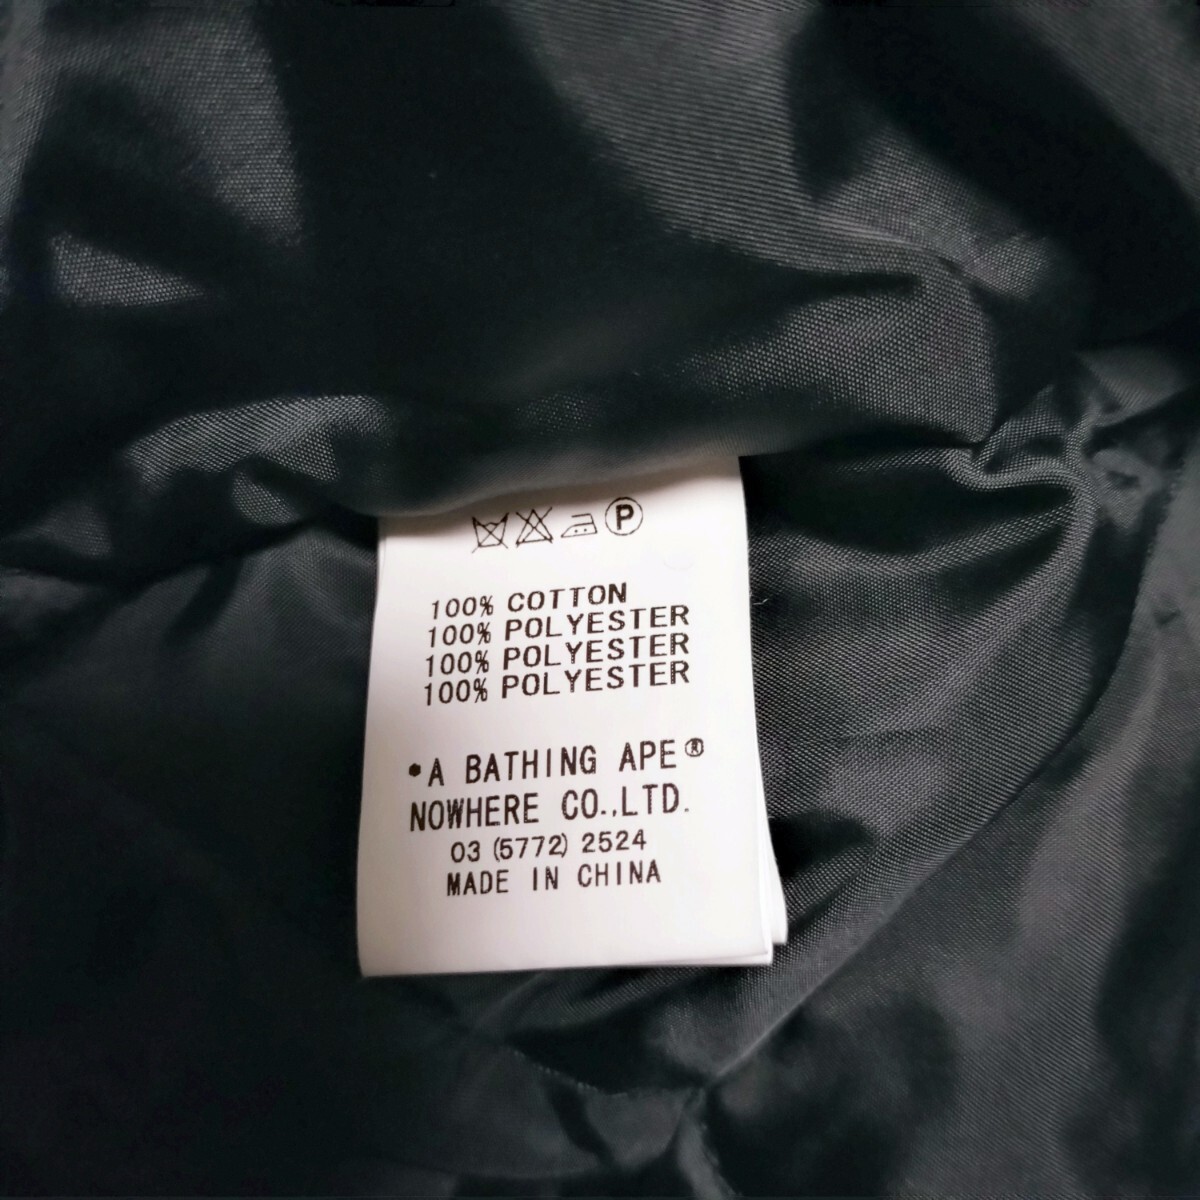 P
100% COTTON
100% POLYESTER
100% POLYESTER
100% POLYESTER
•A BATHING APE®
NOWHERE CO.,LTD.
03 (5772) 2524
MADE IN CHINA